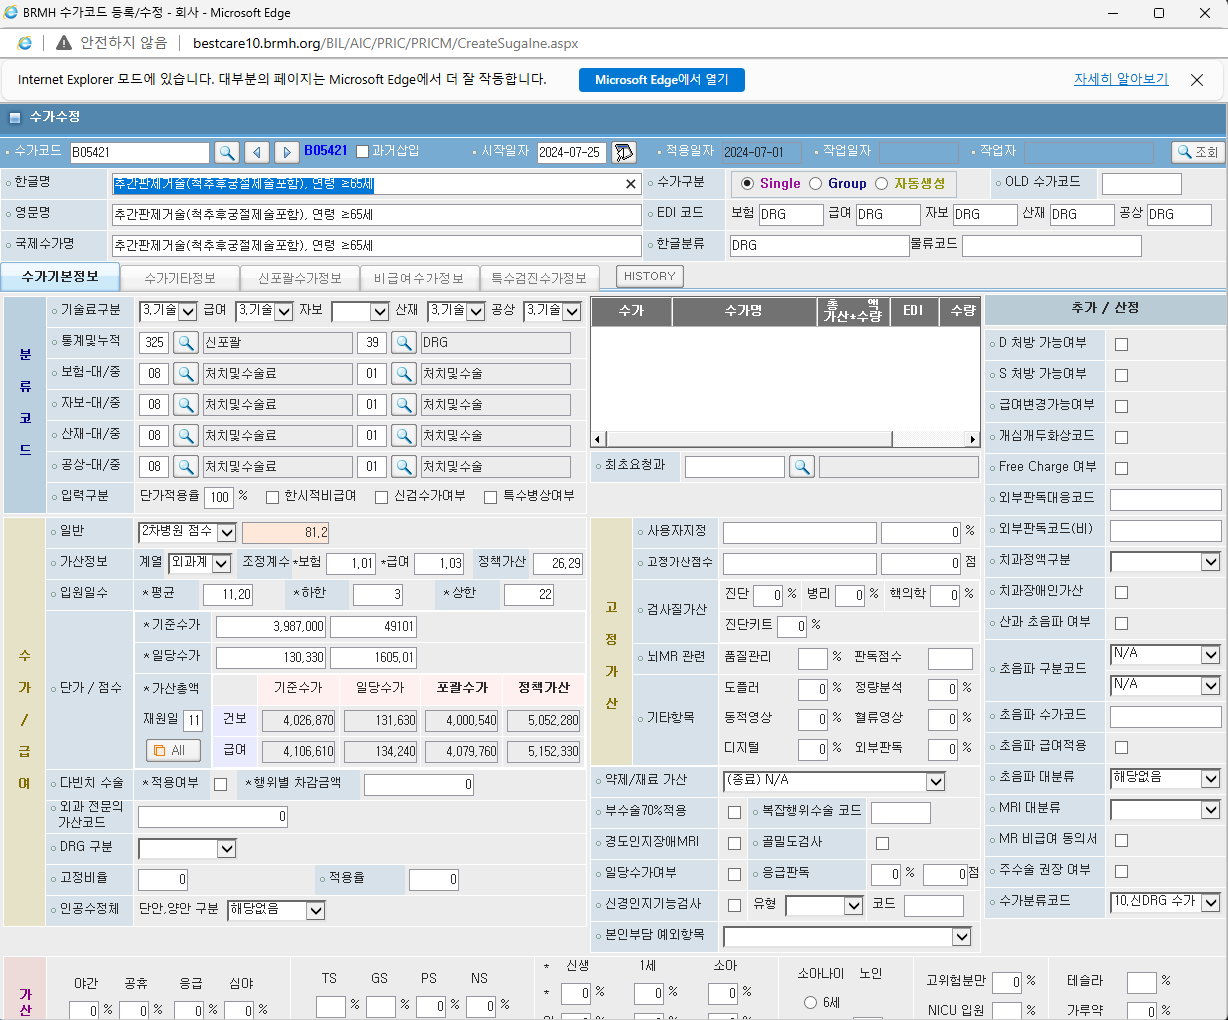 BRMH 수가코드 등록/수정 - 회사 - Microsoft Edge
안전하지 않음 | bestcare10.brmh.org/BIL/AIC/PRIC/PRICM/CreateSugaIne.aspx
Internet Explorer 모드에 있습니다. 대부분의 페이지는 Microsoft Edge에서 더 잘 작동합니다. Microsoft Edge에서 열기 자세히 알아보기
수가수정
수가코드 B05421 B05421 과거삽입 시작일자 2024-07-25 적용일자 2024-07-01 작업일자 작업자 조회
한글명 추간판제거술(척추후궁절제술포함), 연령 ≥65세 수가구분 Single Group 자동생성 OLD 수가코드
영문명 추간판제거술(척추후궁절제술포함), 연령 ≥65세 EDI 코드 보험 DRG 급여 DRG 자보 DRG 산재 DRG 공상 DRG
국제수가명 추간판제거술(척추후궁절제술포함), 연령 ≥65세 한글분류 DRG 물류코드
수가기본정보 수가기타정보 신포괄수가정보 비급여수가정보 특수검진수가정보 HISTORY
분류코드
기술료구분 3.기술 급여 3.기술 자보 산재 3.기술 공상 3.기술
통계및누적 325 신포괄 39 DRG
보험-대/중 08 처치및수술료 01 처치및수술
자보-대/중 08 처치및수술료 01 처치및수술
산재-대/중 08 처치및수술료 01 처치및수술
공상-대/중 08 처치및수술료 01 처치및수술
입력구분 단가적용율 100 % 한시적비급여 신검수가여부 특수병상여부
수가 수가명 총 액 가산*수량 EDI 수량
최초요청과
수가/급여
일반 2차병원 점수 81.2
가산정보 계열 외과계 조정계수 *보험 1.01 *급여 1.03 정책가산 26.29
입원일수 *평균 11.20 *하한 3 *상한 22
단가 / 점수
*기준수가 3,987,000 49101
*일당수가 130,330 1605.01
*가산총액 기준수가 일당수가 포괄수가 정책가산
재원일 11 건보 4,026,870 131,630 4,000,540 5,052,280
All 급여 4,106,610 134,240 4,079,760 5,152,330
다빈치 수술 *적용여부 *행위별 차감금액 0
외과 전문의
가산코드 0
DRG 구분
고정비율 0 적용율 0
인공수정체 단안,양안 구분 해당없음
고정가산
사용자지정 0 %
고정가산점수 0 점
검사질가산 진단 0 % 병리 0 % 핵의학 0 %
진단키트 0 %
뇌MR 관련 품질관리 % 판독점수
기타항목
도플러 0 % 정량분석 0 %
동적영상 0 % 혈류영상 0 %
디지털 0 % 외부판독 0 %
약제/재료 가산 (종료) N/A
부수술70%적용 복잡행위수술 코드
경도인지장애MRI 골밀도검사
일당수가여부 응급판독 0 % 0 점
신경인지기능검사 유형 코드
본인부담 예외항목
추가 / 산정
D 처방 가능여부
S 처방 가능여부
급여변경가능여부
개심개두화상코드
Free Charge 여부
외부판독대응코드
외부판독코드(비)
치과정액구분
치과장애인가산
산과 초음파 여부
초음파 구분코드 N/A
N/A
초음파 수가코드
초음파 급여적용
초음파 대분류 해당없음
MRI 대분류
MR 비급여 동의서
주수술 권장 여부
수가분류코드 10.신DRG 수가
가산
야간 공휴 응급 심야
0 % 0 % 0 % 0 %
TS GS PS NS
% % 0 % 0 %
* 신생 1세 소아
* 0 % 0 % 0 %
소아나이 노인
6세
고위험분만 0 % 테슬라 %
NICU 입원 % 가루약 0 %